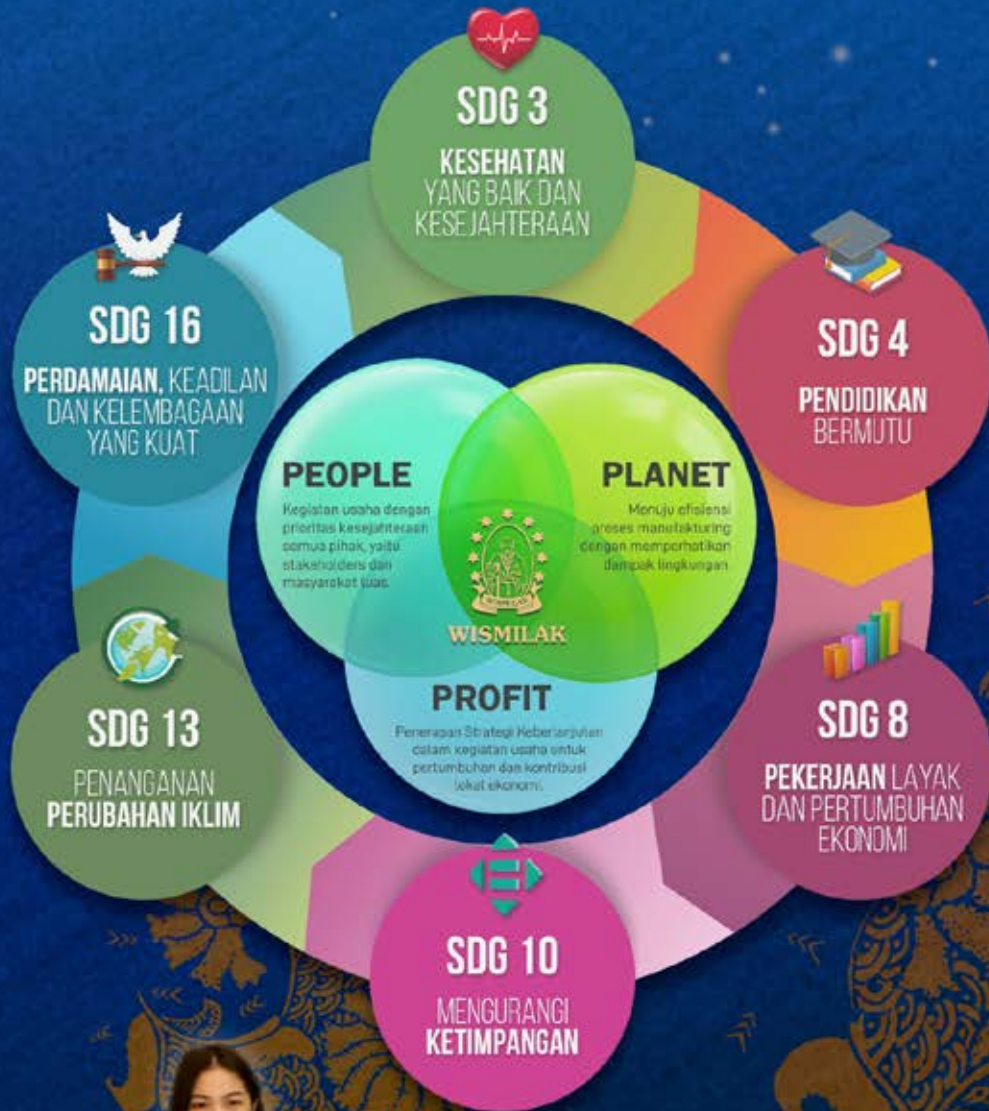 SDG 3
KESEHATAN
YANG BAIK DAN
KESEJAHTERAAN
SDG 4
PENDIDIKAN
BERMUTU
SDG 8
PEKERJAAN LAYAK
DAN PERTUMBUHAN
EKONOMI
SDG 10
MENGURANGI
KETIMPANGAN
SDG 13
PENANGANAN
PERUBAHAN IKLIM
SDG 16
PERDAMAIAN, KEADILAN
DAN KELEMBAGAAN
YANG KUAT
PEOPLE
Kegiatan usaha dengan
prioritas kesejahteraan
semua pihak, yaitu
stakeholders dan
masyarakat luas.
PLANET
Menuju efisiensi
proses manufakturing
dengan memperhatikan
dampak lingkungan.
WISMILAK
PROFIT
Penerapan Strategi Keberlanjutan
dalam kegiatan usaha untuk
pertumbuhan dan kontribusi
lokal ekonomi.